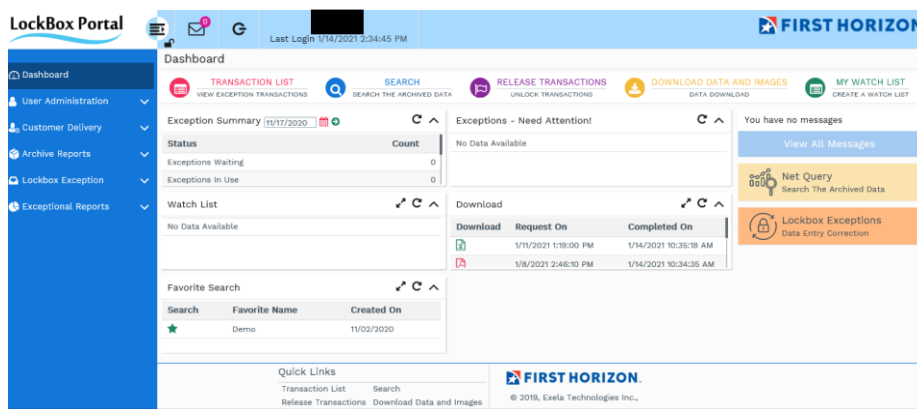 LockBox Portal
0
Last Login 1/14/2021 2:34:45 PM
FIRST HORIZON
Dashboard
User Administration
Customer Delivery
Archive Reports
Lockbox Exception
Exceptional Reports
Dashboard
TRANSACTION LIST
VIEW EXCEPTION TRANSACTIONS
SEARCH
SEARCH THE ARCHIVED DATA
RELEASE TRANSACTIONS
UNLOCK TRANSACTIONS
DOWNLOAD DATA AND IMAGES
DATA DOWNLOAD
MY WATCH LIST
CREATE A WATCH LIST
Exception Summary 11/17/2020
Status Count
Exceptions Waiting 0
Exceptions In Use 0
Exceptions - Need Attention!
No Data Available
You have no messages
View All Messages
Net Query
Search The Archived Data
Lockbox Exceptions
Data Entry Correction
Watch List
No Data Available
Download
Download Request On Completed On
1/11/2021 1:19:00 PM 1/14/2021 10:35:18 AM
1/8/2021 2:46:10 PM 1/14/2021 10:34:35 AM
Favorite Search
Search Favorite Name Created On
Demo 11/02/2020
Quick Links
Transaction List Search
Release Transactions Download Data and Images
FIRST HORIZON.
© 2019, Exela Technologies Inc.,